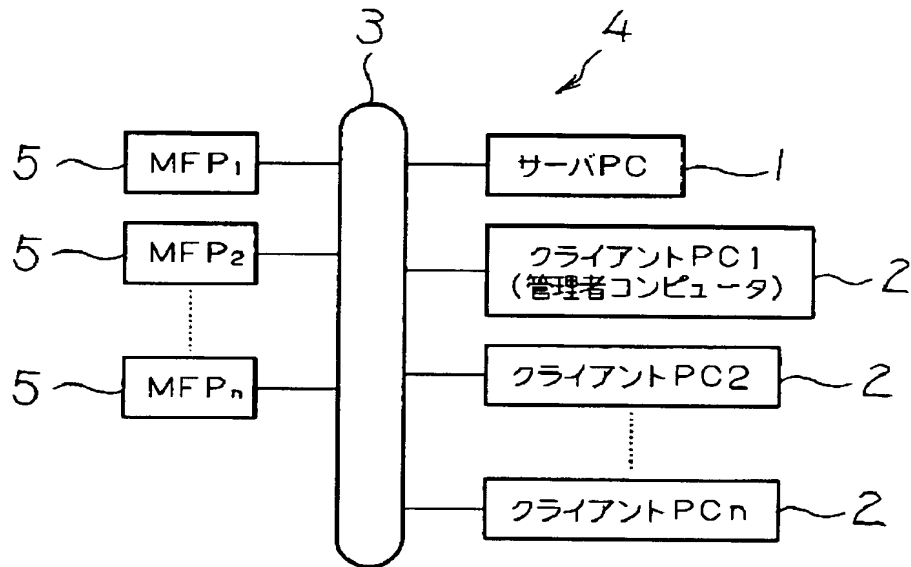 3
4
5
MFP1
サーバPC
1
5
MFP2
クライアントPC1
(管理者コンピュータ)
2
5
MFPn
クライアントPC2
2
クライアントPCn
2